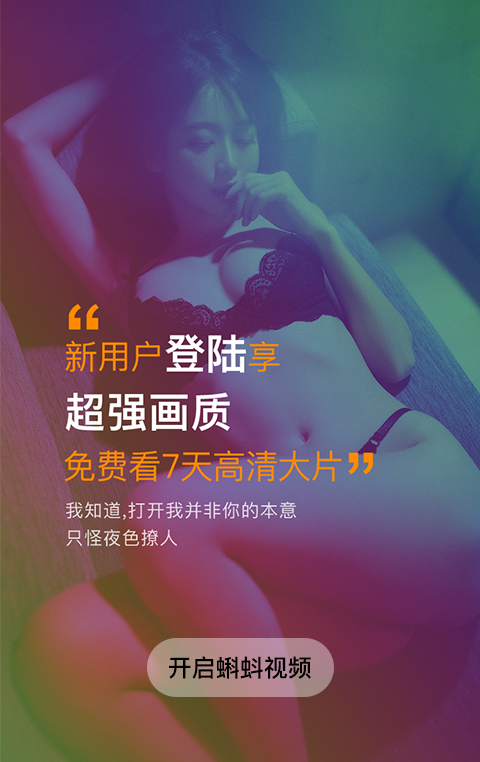 “
新用户登陆享
超强画质
免费看7天高清大片”
我知道,打开我并非你的本意
只怪夜色撩人
开启蝌蚪视频